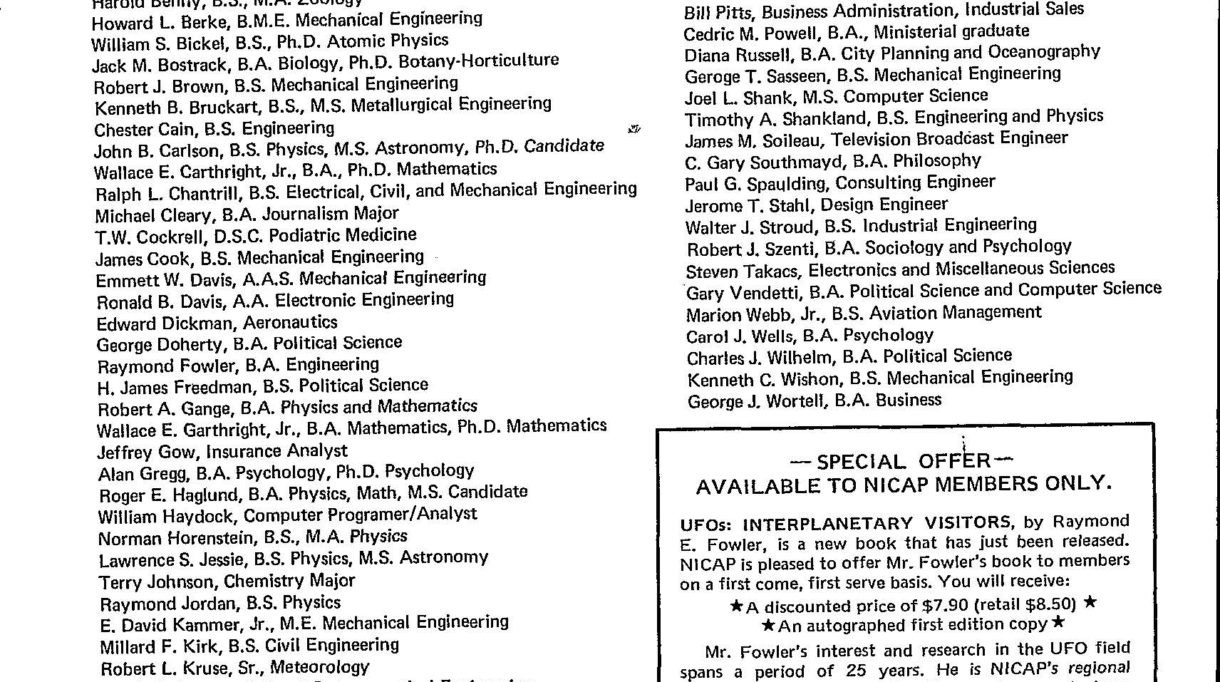 Harold Benny, B.S., M.A. Zoology
Howard L. Berke, B.M.E. Mechanical Engineering
William S. Bickel, B.S., Ph.D. Atomic Physics
Jack M. Bostrack, B.A. Biology, Ph.D. Botany-Horticulture
Robert J. Brown, B.S. Mechanical Engineering
Kenneth B. Bruckart, B.S., M.S. Metallurgical Engineering
Chester Cain, B.S. Engineering
John B. Carlson, B.S. Physics, M.S. Astronomy, Ph.D. Candidate
Wallace E. Carthright, Jr., B.A., Ph.D. Mathematics
Ralph L. Chantrill, B.S. Electrical, Civil, and Mechanical Engineering
Michael Cleary, B.A. Journalism Major
T.W. Cockrell, D.S.C. Podiatric Medicine
James Cook, B.S. Mechanical Engineering
Emmett W. Davis, A.A.S. Mechanical Engineering
Ronald B. Davis, A.A. Electronic Engineering
Edward Dickman, Aeronautics
George Doherty, B.A. Political Science
Raymond Fowler, B.A. Engineering
H. James Freedman, B.S. Political Science
Robert A. Gange, B.A. Physics and Mathematics
Wallace E. Garthright, Jr., B.A. Mathematics, Ph.D. Mathematics
Jeffrey Gow, Insurance Analyst
Alan Gregg, B.A. Psychology, Ph.D. Psychology
Roger E. Haglund, B.A. Physics, Math, M.S. Candidate
William Haydock, Computer Programer/Analyst
Norman Horenstein, B.S., M.A. Physics
Lawrence S. Jessie, B.S. Physics, M.S. Astronomy
Terry Johnson, Chemistry Major
Raymond Jordan, B.S. Physics
E. David Kammer, Jr., M.E. Mechanical Engineering
Millard F. Kirk, B.S. Civil Engineering
Robert L. Kruse, Sr., Meteorology
Bill Pitts, Business Administration, Industrial Sales
Cedric M. Powell, B.A., Ministerial graduate
Diana Russell, B.A. City Planning and Oceanography
Geroge T. Sasseen, B.S. Mechanical Engineering
Joel L. Shank, M.S. Computer Science
Timothy A. Shankland, B.S. Engineering and Physics
James M. Soileau, Television Broadcast Engineer
C. Gary Southmayd, B.A. Philosophy
Paul G. Spaulding, Consulting Engineer
Jerome T. Stahl, Design Engineer
Walter J. Stroud, B.S. Industrial Engineering
Robert J. Szenti, B.A. Sociology and Psychology
Steven Takacs, Electronics and Miscellaneous Sciences
Gary Vendetti, B.A. Political Science and Computer Science
Marion Webb, Jr., B.S. Aviation Management
Carol J. Wells, B.A. Psychology
Charles J. Wilhelm, B.A. Political Science
Kenneth C. Wishon, B.S. Mechanical Engineering
George J. Wortell, B.A. Business
— SPECIAL OFFER —
AVAILABLE TO NICAP MEMBERS ONLY.
UFOs: INTERPLANETARY VISITORS, by Raymond
E. Fowler, is a new book that has just been released.
NICAP is pleased to offer Mr. Fowler's book to members
on a first come, first serve basis. You will receive:
★A discounted price of $7.90 (retail $8.50) ★
★An autographed first edition copy★
Mr. Fowler's interest and research in the UFO field
spans a period of 25 years. He is NICAP's regional